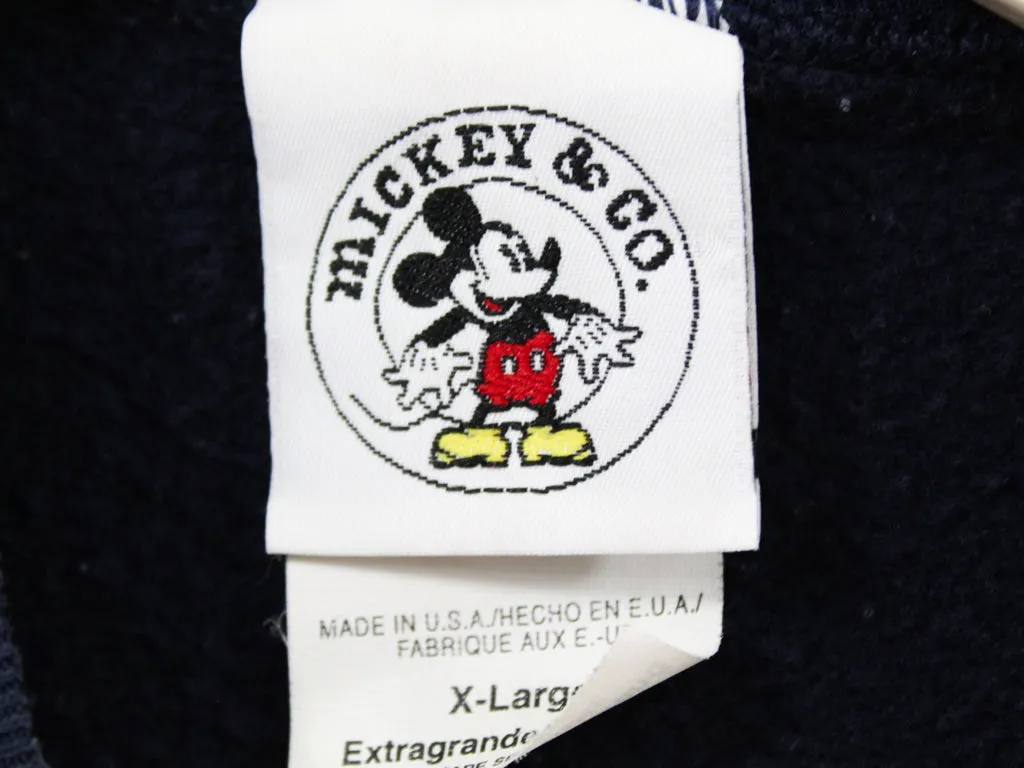 MICKEY & CO.
MADE IN U.S.A./HECHO EN E.U.A./
FABRIQUE AUX E.-U
X-Large
Extragrande